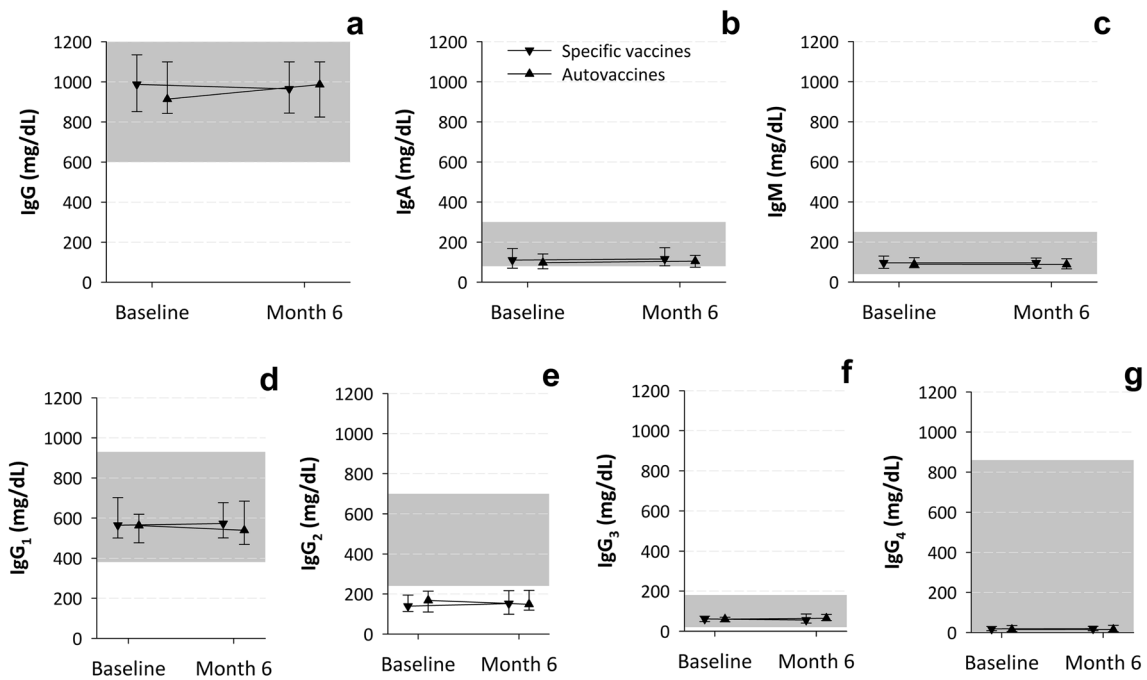 a
1200
1000
800
600
400
200
0
IgG (mg/dL)
Baseline
Month 6
b
Specific vaccines
Autovaccines
1200
1000
800
600
400
200
0
IgA (mg/dL)
Baseline
Month 6
c
1200
1000
800
600
400
200
0
IgM (mg/dL)
Baseline
Month 6
d
1200
1000
800
600
400
200
0
IgG1 (mg/dL)
Baseline
Month 6
e
1200
1000
800
600
400
200
0
IgG2 (mg/dL)
Baseline
Month 6
f
1200
1000
800
600
400
200
0
IgG3 (mg/dL)
Baseline
Month 6
g
1200
1000
800
600
400
200
0
IgG4 (mg/dL)
Baseline
Month 6